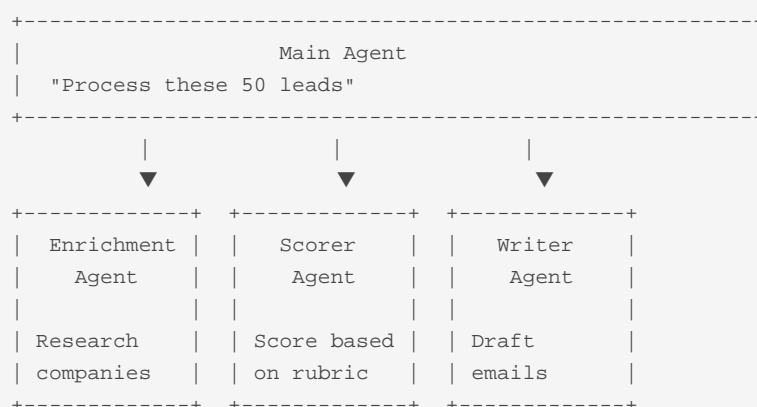 Main Agent
"Process these 50 leads"
Enrichment Scorer Writer
Agent Agent Agent
Research Score based Draft
companies on rubric emails